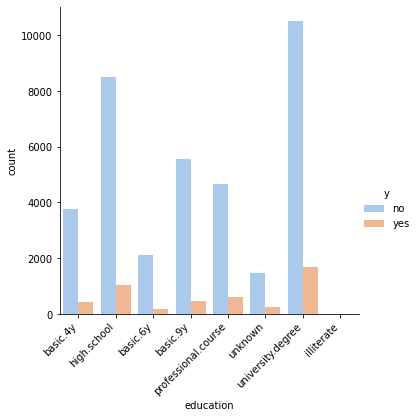 10000
8000
6000
4000
2000
0
count
basic.4y
high.school
basic.6y
basic.9y
professional.course
unknown
university.degree
illiterate
education
y
no
yes